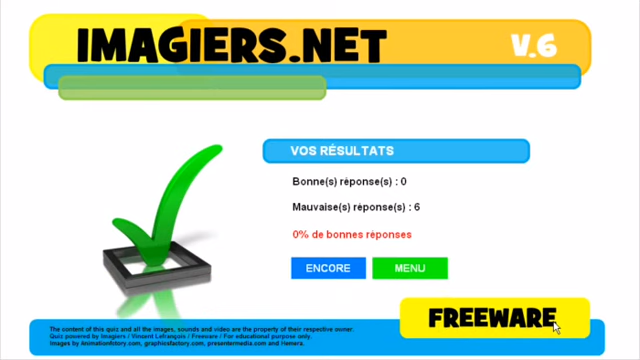 IMAGIERS.NET
V.6
VOS RÉSULTATS
Bonne(s) réponse(s) : 0
Mauvaise(s) réponse(s) : 6
0% de bonnes réponses
ENCORE
MENU
FREEWARE
The content of this quiz and all the images, sounds and video are the property of their respective owner.
Quiz powered by Imagiers / Vincent Lefrançois / Freeware / For educational purpose only.
Images by Animationfstory.com, graphicsfactory.com, presentermedia.com and Hemera.